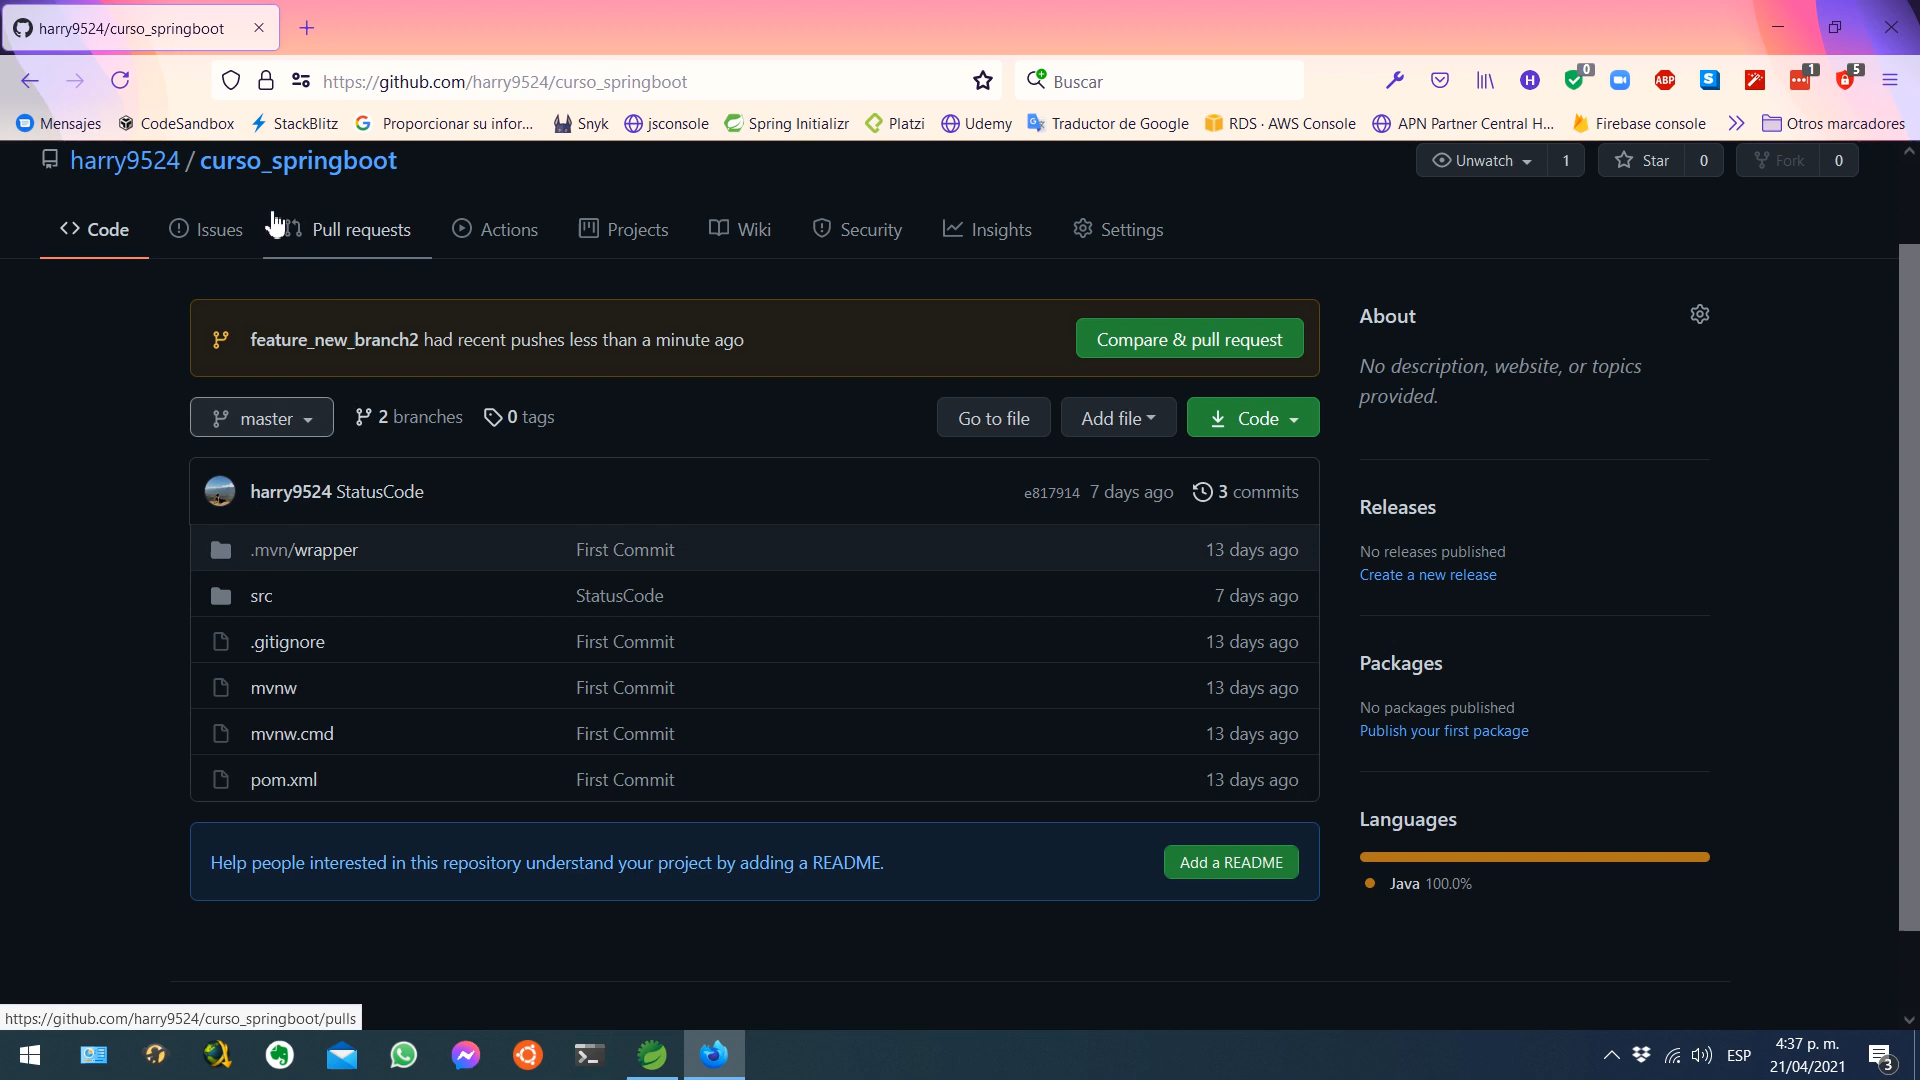 harry9524/curso_springboot
https://github.com/harry9524/curso_springboot
Buscar
0
ABP
1
5
Mensajes
CodeSandbox
StackBlitz
Proporcionar su infor...
Snyk
jsconsole
Spring Initializr
Platzi
Udemy
Traductor de Google
RDS · AWS Console
APN Partner Central H...
Firebase console
Otros marcadores
harry9524 / curso_springboot
Unwatch 1
Star 0
Fork 0
Code
Issues
Pull requests
Actions
Projects
Wiki
Security
Insights
Settings
feature_new_branch2 had recent pushes less than a minute ago
Compare & pull request
master
2 branches
0 tags
Go to file
Add file
Code
harry9524 StatusCode
e817914 7 days ago
3 commits
.mvn/wrapper First Commit 13 days ago
src StatusCode 7 days ago
.gitignore First Commit 13 days ago
mvnw First Commit 13 days ago
mvnw.cmd First Commit 13 days ago
pom.xml First Commit 13 days ago
Help people interested in this repository understand your project by adding a README.
Add a README
About
No description, website, or topics
provided.
Releases
No releases published
Create a new release
Packages
No packages published
Publish your first package
Languages
Java 100.0%
https://github.com/harry9524/curso_springboot/pulls
ESP
4:37 p. m.
21/04/2021
3